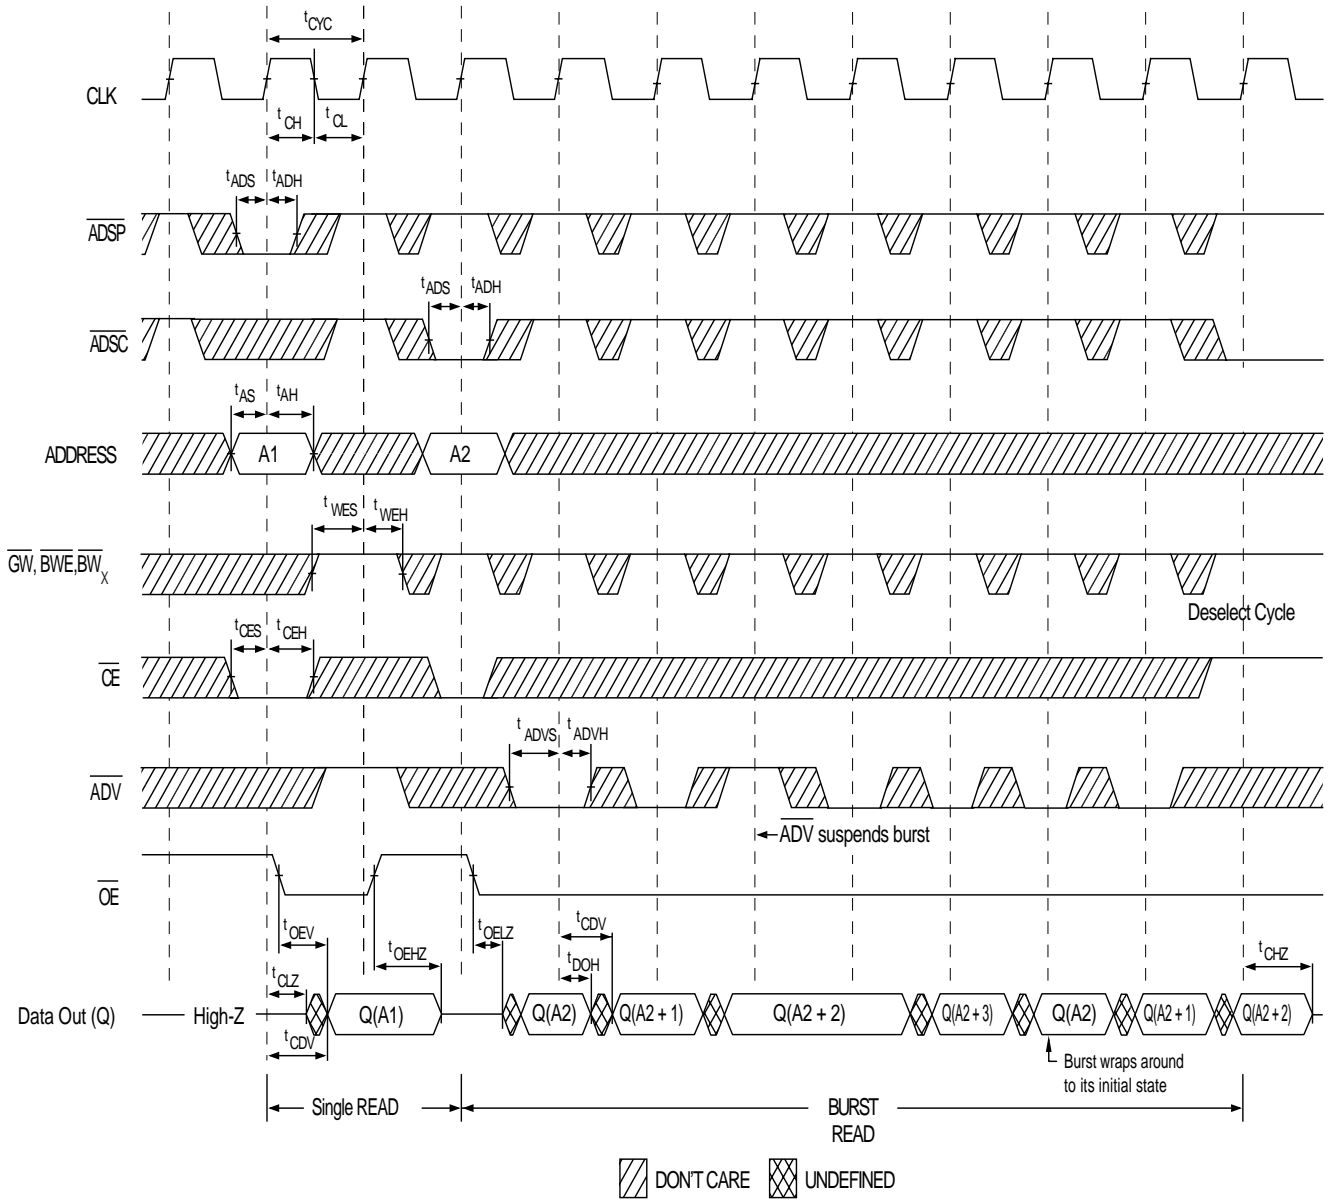 tCYC
CLK
tCH
tCL
tADS
tADH
ADSP
tADS
tADH
ADSC
tAS
tAH
ADDRESS
A1
A2
tWES
tWEH
GW, BWE,BWX
Deselect Cycle
tCES
tCEH
CE
tADVS
tADVH
ADV
ADV suspends burst
OE
tOEV
tOEHZ
tOELZ
tCDV
tCLZ
tDOH
tCHZ
Data Out (Q)
High-Z
Q(A1)
Q(A2)
Q(A2 + 1)
Q(A2 + 2)
Q(A2 + 3)
Q(A2)
Q(A2 + 1)
Q(A2 + 2)
tCDV
Burst wraps around
to its initial state
Single READ
BURST
READ
DON'T CARE
UNDEFINED